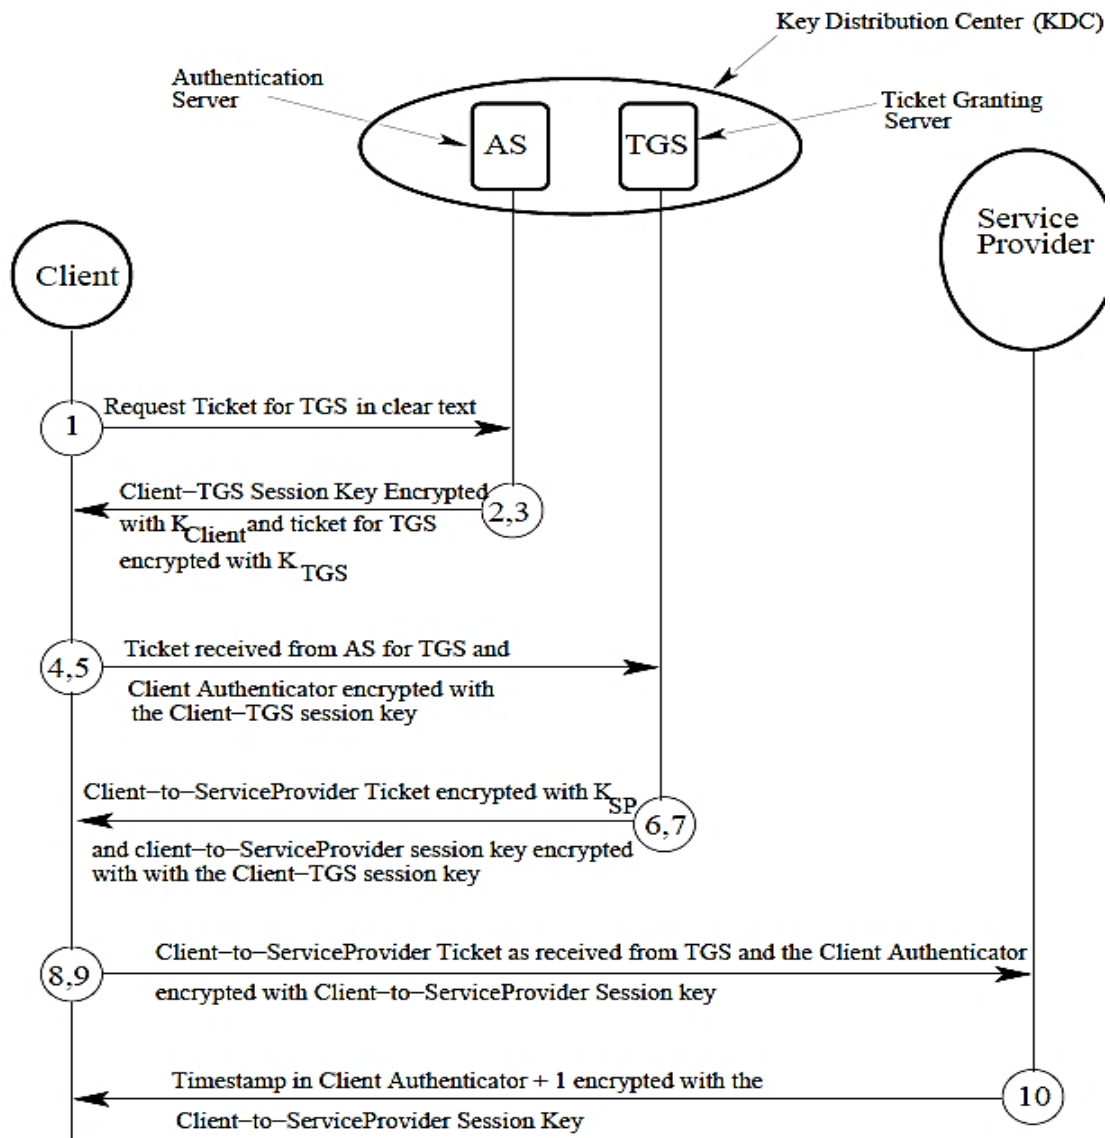 Key Distribution Center (KDC)
Authentication
Server
Ticket Granting
Server
AS
TGS
Service
Provider
Client
1
Request Ticket for TGS in clear text
Client–TGS Session Key Encrypted
2,3
with K Client and ticket for TGS
encrypted with K TGS
4,5
Ticket received from AS for TGS and
Client Authenticator encrypted with
the Client–TGS session key
Client–to–ServiceProvider Ticket encrypted with K SP
6,7
and client–to–ServiceProvider session key encrypted
with with the Client–TGS session key
8,9
Client–to–ServiceProvider Ticket as received from TGS and the Client Authenticator
encrypted with Client–to–ServiceProvider Session key
Timestamp in Client Authenticator + 1 encrypted with the
10
Client–to–ServiceProvider Session Key